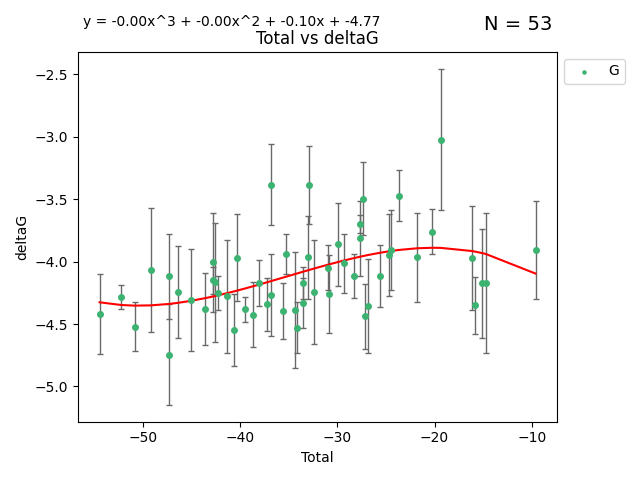 y = -0.00x^3 + -0.00x^2 + -0.10x + -4.77
N = 53
Total vs deltaG
G
−2.5
−3.0
−3.5
−4.0
−4.5
−5.0
deltaG
−50
−40
−30
−20
−10
Total